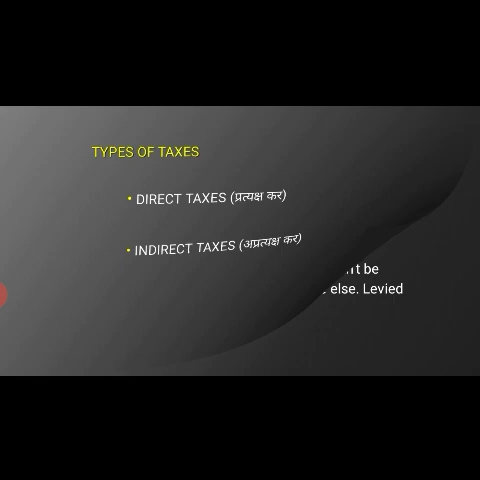 TYPES OF TAXES
• DIRECT TAXES (प्रत्यक्ष कर)
• INDIRECT TAXES (अप्रत्यक्ष कर)
be
else. Levied